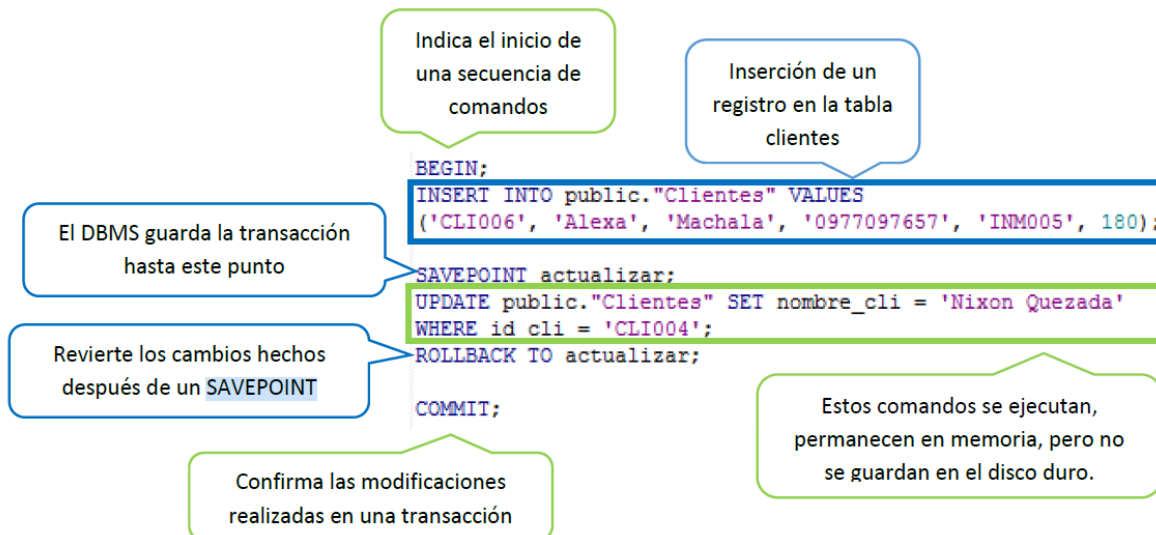 Indica el inicio de
una secuencia de
comandos
Inserción de un
registro en la tabla
clientes
BEGIN;
INSERT INTO public."Clientes" VALUES
('CLI006', 'Alexa', 'Machala', '0977097657', 'INM005', 180);
El DBMS guarda la transacción
hasta este punto
SAVEPOINT actualizar;
UPDATE public."Clientes" SET nombre_cli = 'Nixon Quezada'
WHERE id_cli = 'CLI004';
Revierte los cambios hechos
después de un SAVEPOINT
ROLLBACK TO actualizar;
COMMIT;
Estos comandos se ejecutan,
permanecen en memoria, pero no
se guardan en el disco duro.
Confirma las modificaciones
realizadas en una transacción